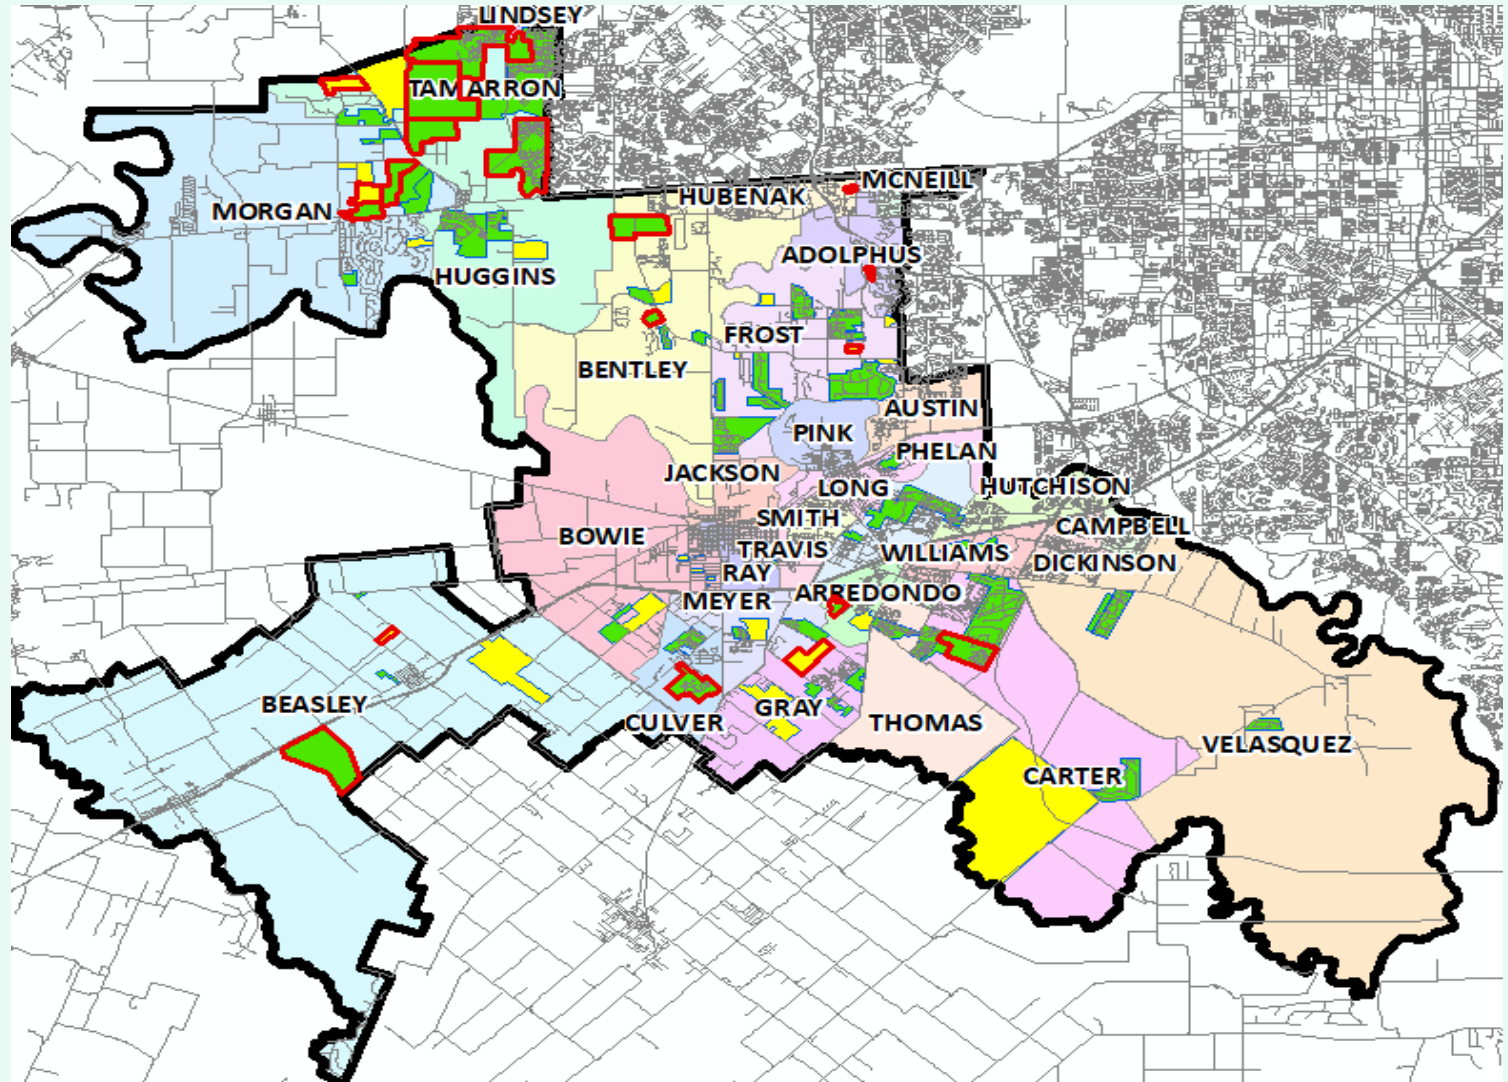 LINDSEY
TAMARRON
MCNEILL
HUBENAK
MORGAN
ADOLPHUS
HUGGINS
FROST
BENTLEY
AUSTIN
PINK
PHELAN
JACKSON
LONG
HUTCHISON
SMITH
CAMPBELL
BOWIE
TRAVIS
WILLIAMS
DICKINSON
RAY
ARREDONDO
MEYER
BEASLEY
GRAY
CULVER
THOMAS
VELASQUEZ
CARTER